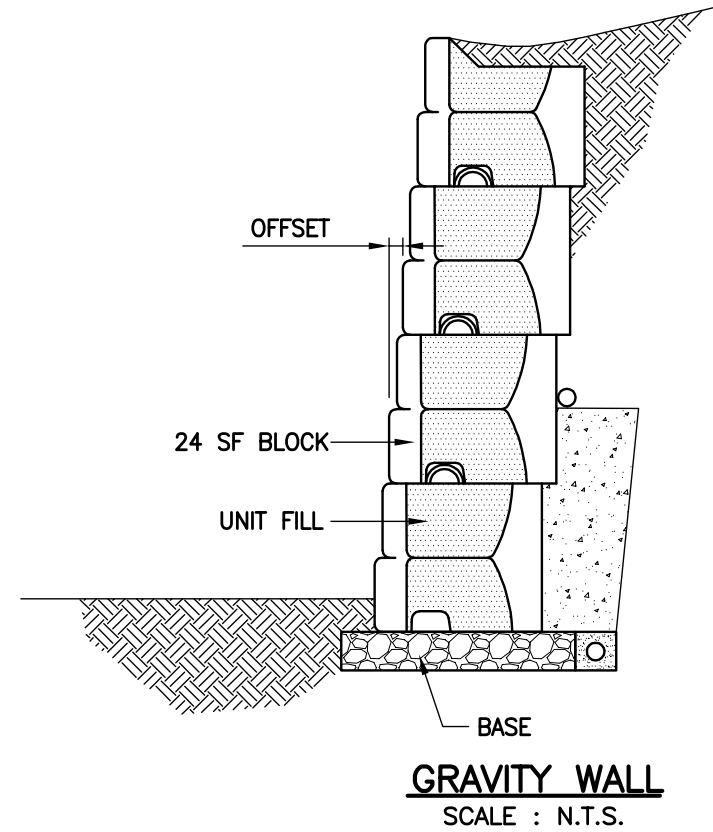 OFFSET
24 SF BLOCK
UNIT FILL
BASE
GRAVITY WALL
SCALE : N.T.S.